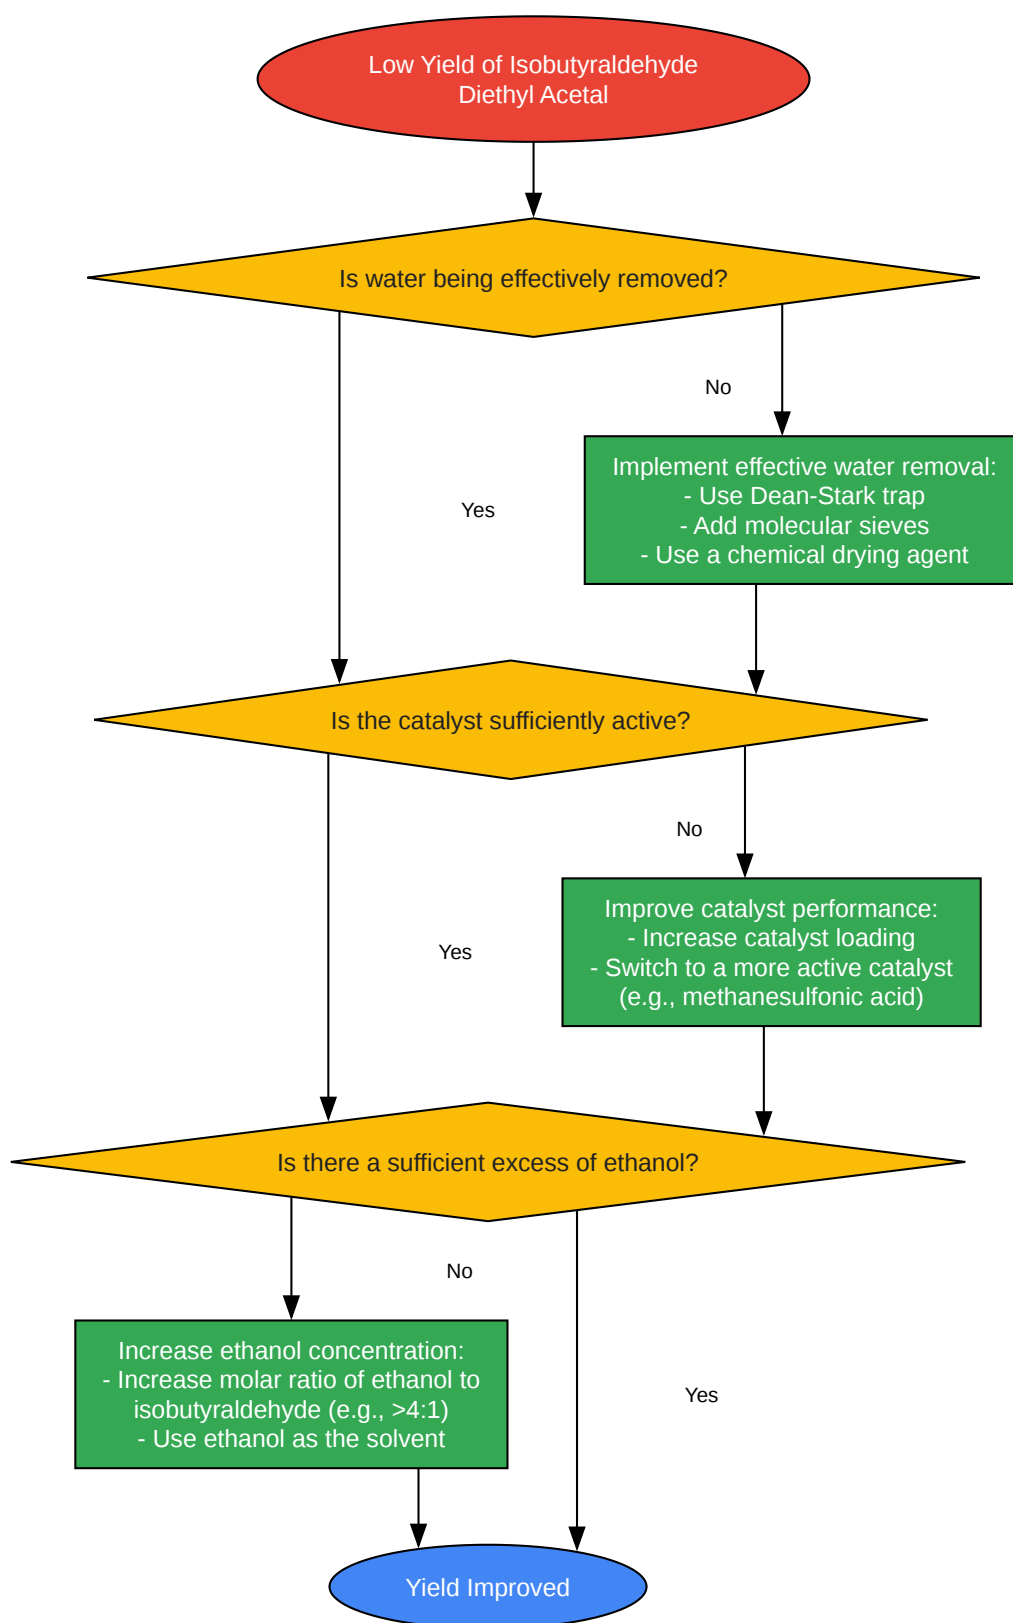 Low Yield of Isobutyraldehyde
Diethyl Acetal
Is water being effectively removed?
No
Implement effective water removal:
- Use Dean-Stark trap
- Add molecular sieves
- Use a chemical drying agent
Yes
Is the catalyst sufficiently active?
No
Improve catalyst performance:
- Increase catalyst loading
- Switch to a more active catalyst
(e.g., methanesulfonic acid)
Yes
Is there a sufficient excess of ethanol?
No
Increase ethanol concentration:
- Increase molar ratio of ethanol to
isobutyraldehyde (e.g., >4:1)
- Use ethanol as the solvent
Yes
Yield Improved